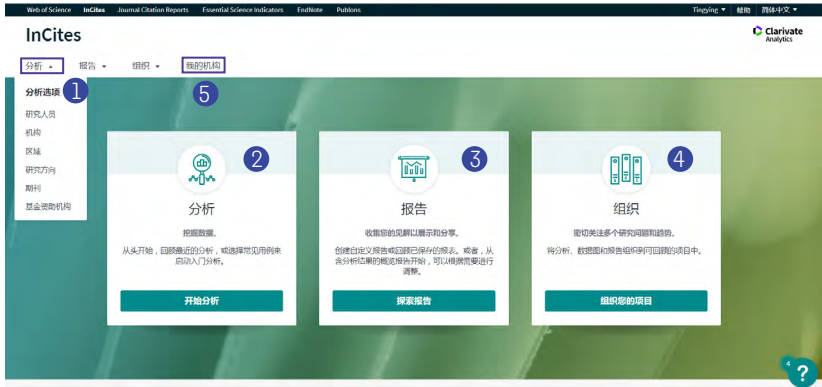 Web of Science InCites Journal Citation Reports Essential Science Indicators EndNote Publons Tingying 帮助 简体中文
InCites
Clarivate
Analytics
分析 报告 组织 我的机构
1
5
分析选项
研究人员
机构
区域
研究方向
期刊
基金资助机构
2
分析
挖掘数据。
从头开始，回顾最近的分析，或选择常见用例来
启动入门分析。
开始分析
3
报告
收集您的见解以展示和分享。
创建自定义报告或回顾已保存的报表。或者，从
含分析结果的概览报告开始，可以根据需要进行
调整。
探索报告
4
组织
密切关注多个研究问题和趋势。
将分析、数据图和报告组织到可回顾的项目中。
组织您的项目
4
?